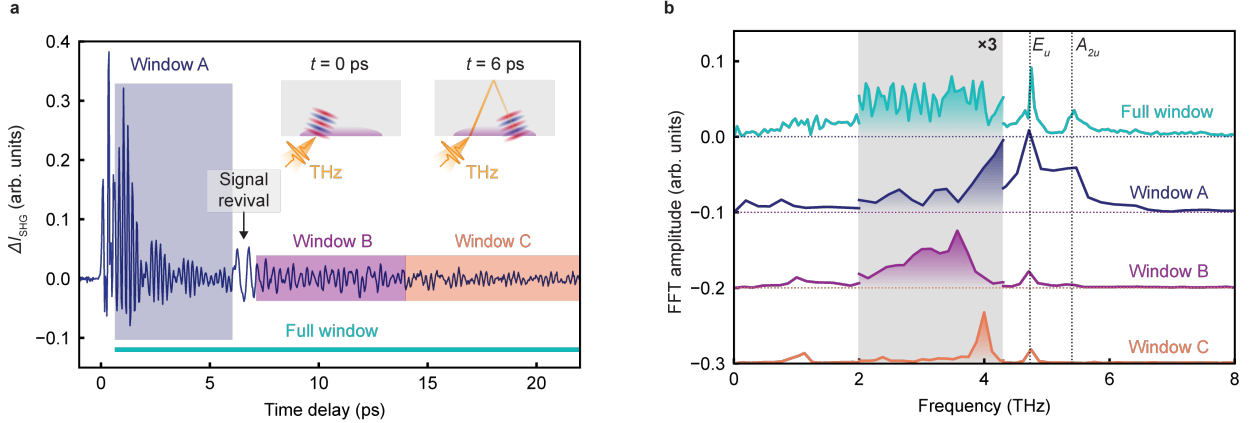 a
0.4
0.3
0.2
0.1
0.0
−0.1
ΔI_SHG (arb. units)
Window A
t = 0 ps
t = 6 ps
THz
THz
Signal
revival
Window B
Window C
Full window
0
5
10
15
20
Time delay (ps)
b
0.1
0.0
−0.1
−0.2
−0.3
FFT amplitude (arb. units)
×3
E_u
A_2u
Full window
Window A
Window B
Window C
0
2
4
6
8
Frequency (THz)